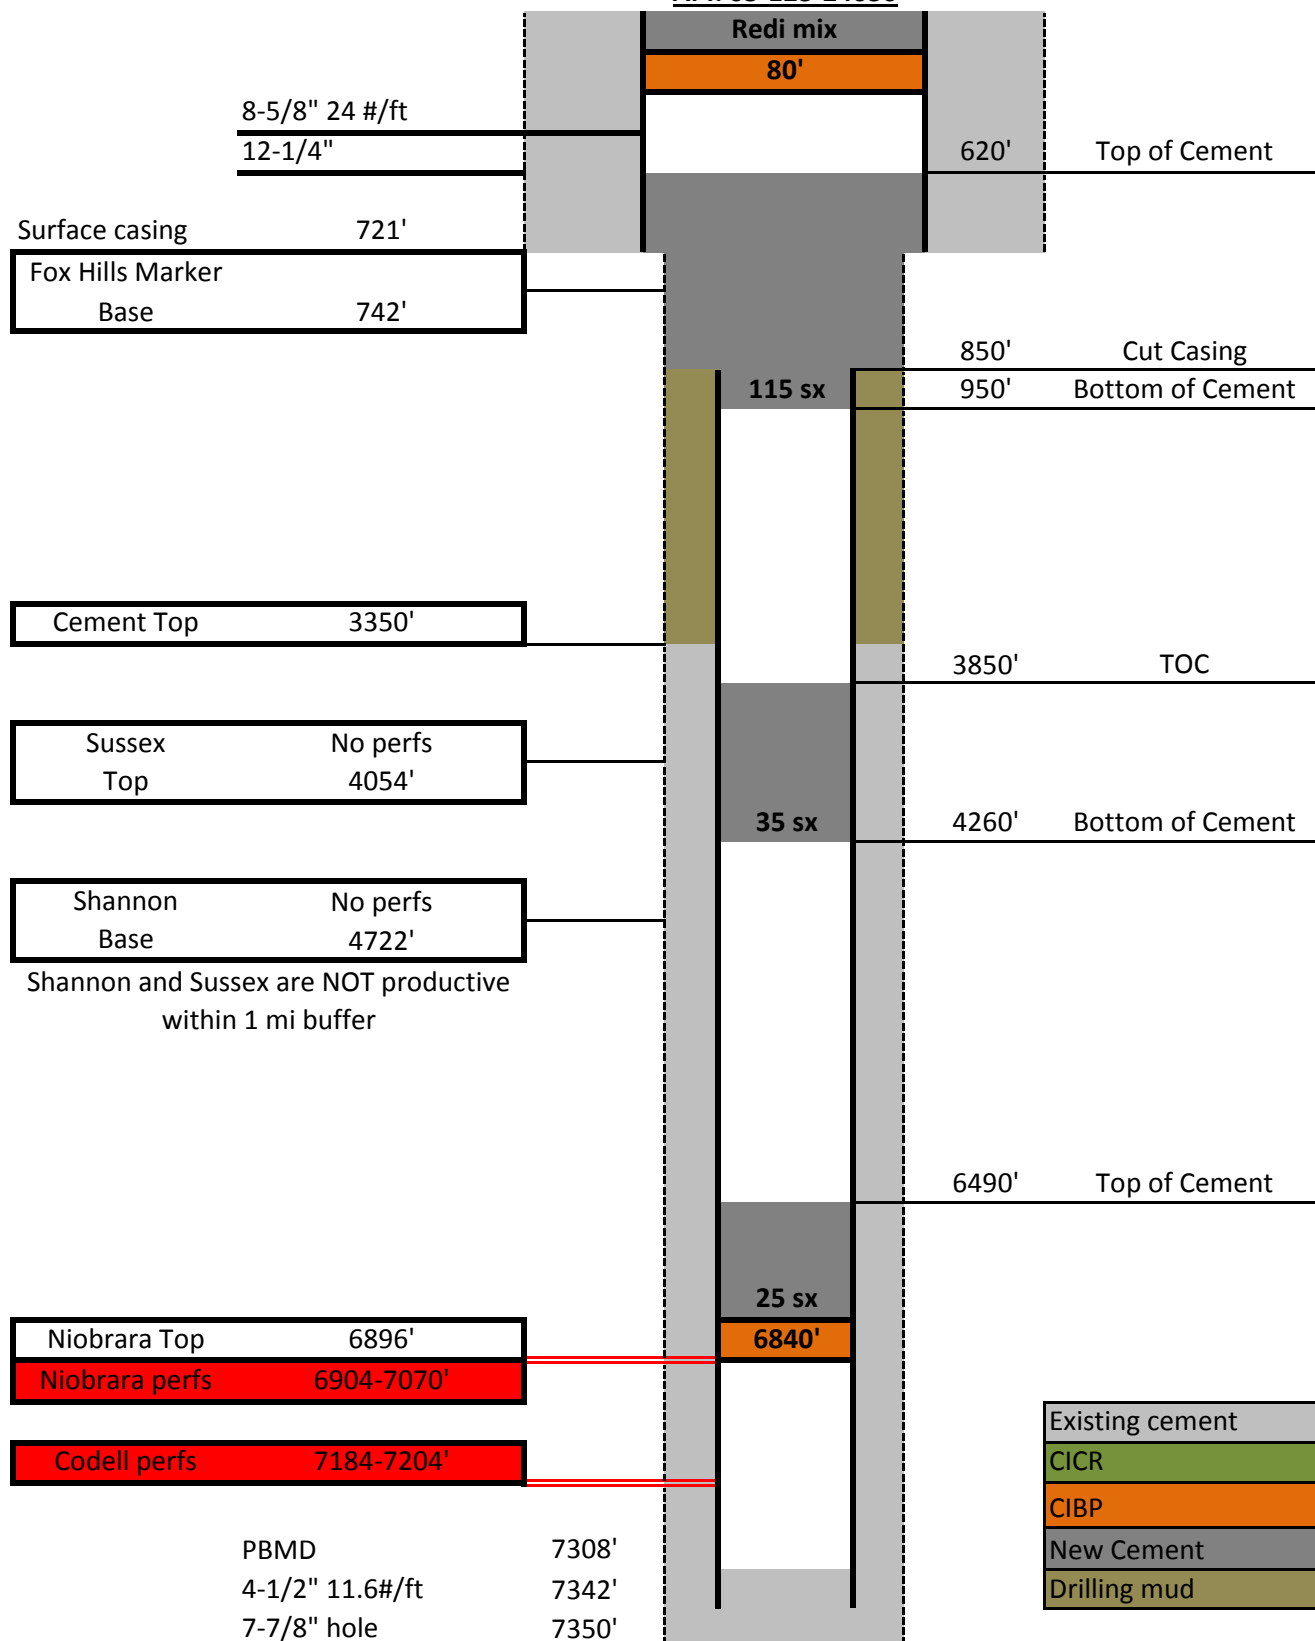 Redi mix
80'
8-5/8" 24 #/ft
12-1/4"
620' Top of Cement
Surface casing 721'
Fox Hills Marker
Base 742'
850' Cut Casing
115 sx 950' Bottom of Cement
Cement Top 3350'
3850' TOC
Sussex No perfs
Top 4054'
35 sx 4260' Bottom of Cement
Shannon No perfs
Base 4722'
Shannon and Sussex are NOT productive
within 1 mi buffer
6490' Top of Cement
25 sx
Niobrara Top 6896' 6840'
Niobrara perfs 6904-7070'
Existing cement
Codell perfs 7184-7204'
CICR
CIBP
PBMD 7308' New Cement
4-1/2" 11.6#/ft 7342' Drilling mud
7-7/8" hole 7350'